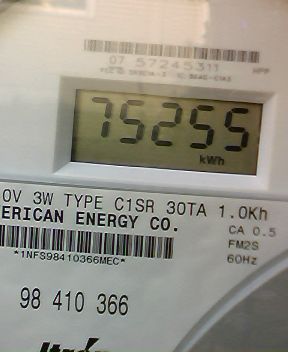 07 57245311
75255
kWh
0V 3W TYPE C1SR 30TA 1.0Kh
ERICAN ENERGY CO.
CA 0.5
FM2S
60Hz
*1NFS98410366MEC*
98 410 366
Itrón